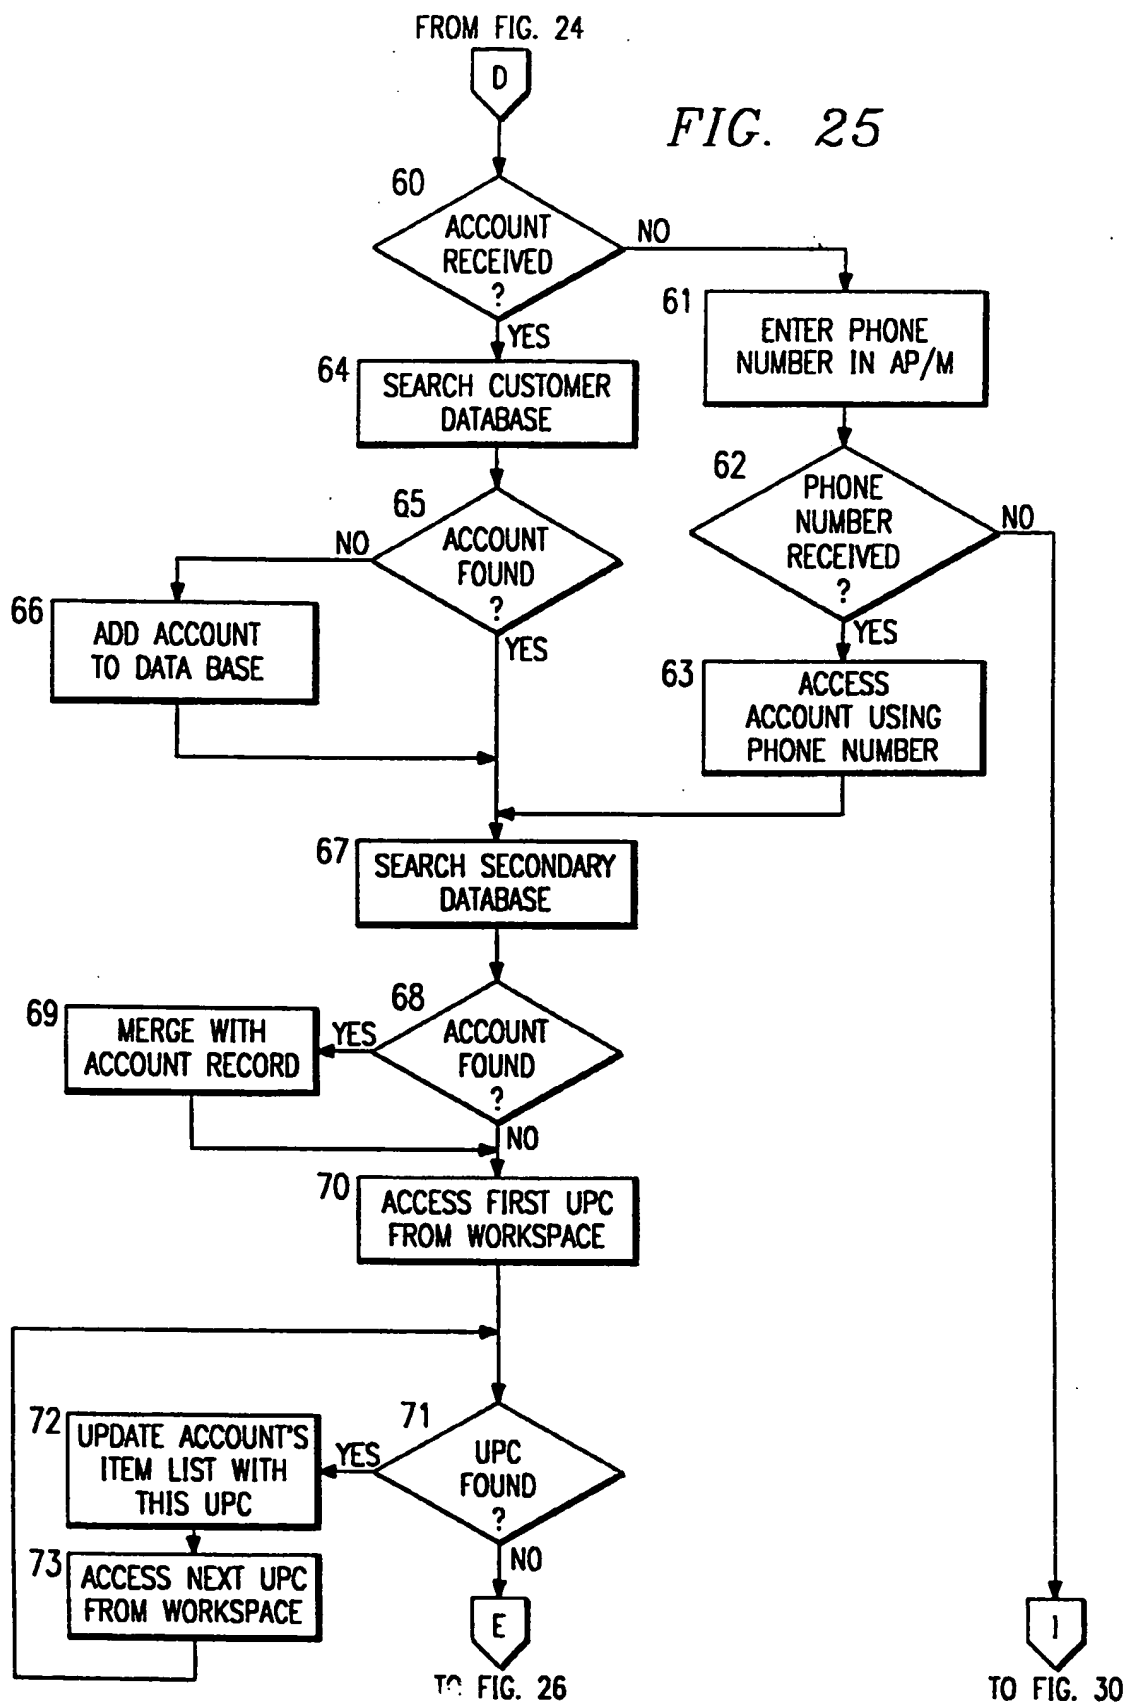 FROM FIG. 24
D
FIG. 25
60
ACCOUNT
RECEIVED
?
NO
YES
61
ENTER PHONE
NUMBER IN AP/M
64
SEARCH CUSTOMER
DATABASE
62
PHONE
NUMBER
RECEIVED
?
NO
YES
65
ACCOUNT
FOUND
?
NO
YES
66
ADD ACCOUNT
TO DATA BASE
63
ACCESS
ACCOUNT USING
PHONE NUMBER
67
SEARCH SECONDARY
DATABASE
68
ACCOUNT
FOUND
?
YES
NO
69
MERGE WITH
ACCOUNT RECORD
70
ACCESS FIRST UPC
FROM WORKSPACE
71
UPC
FOUND
?
YES
NO
72
UPDATE ACCOUNT'S
ITEM LIST WITH
THIS UPC
73
ACCESS NEXT UPC
FROM WORKSPACE
E
TO FIG. 26
I
TO FIG. 30